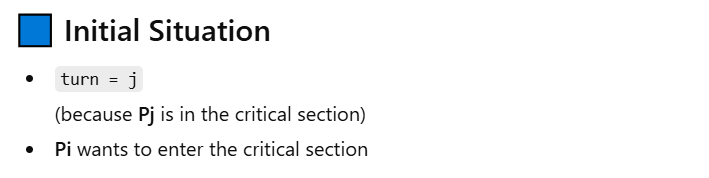 Initial Situation
turn = j
(because Pj is in the critical section)
Pi wants to enter the critical section